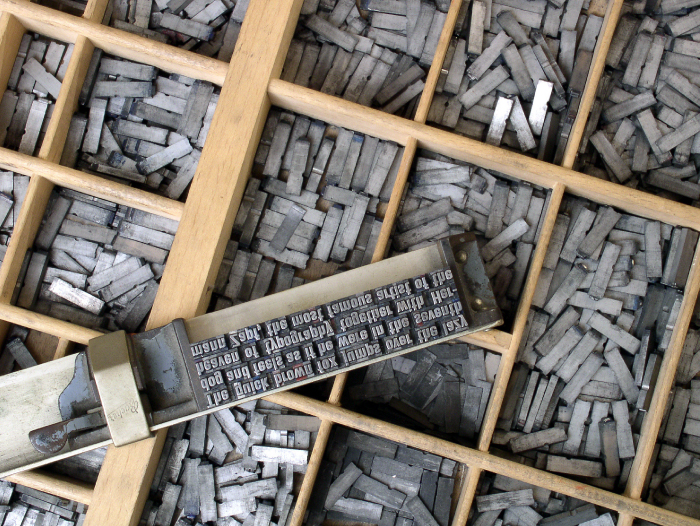 The quick brown fox jumps over the lazy
dog and feels as if he were in the seventh
heaven of typography together with Her-
mann Zapf, the most famous artist of the